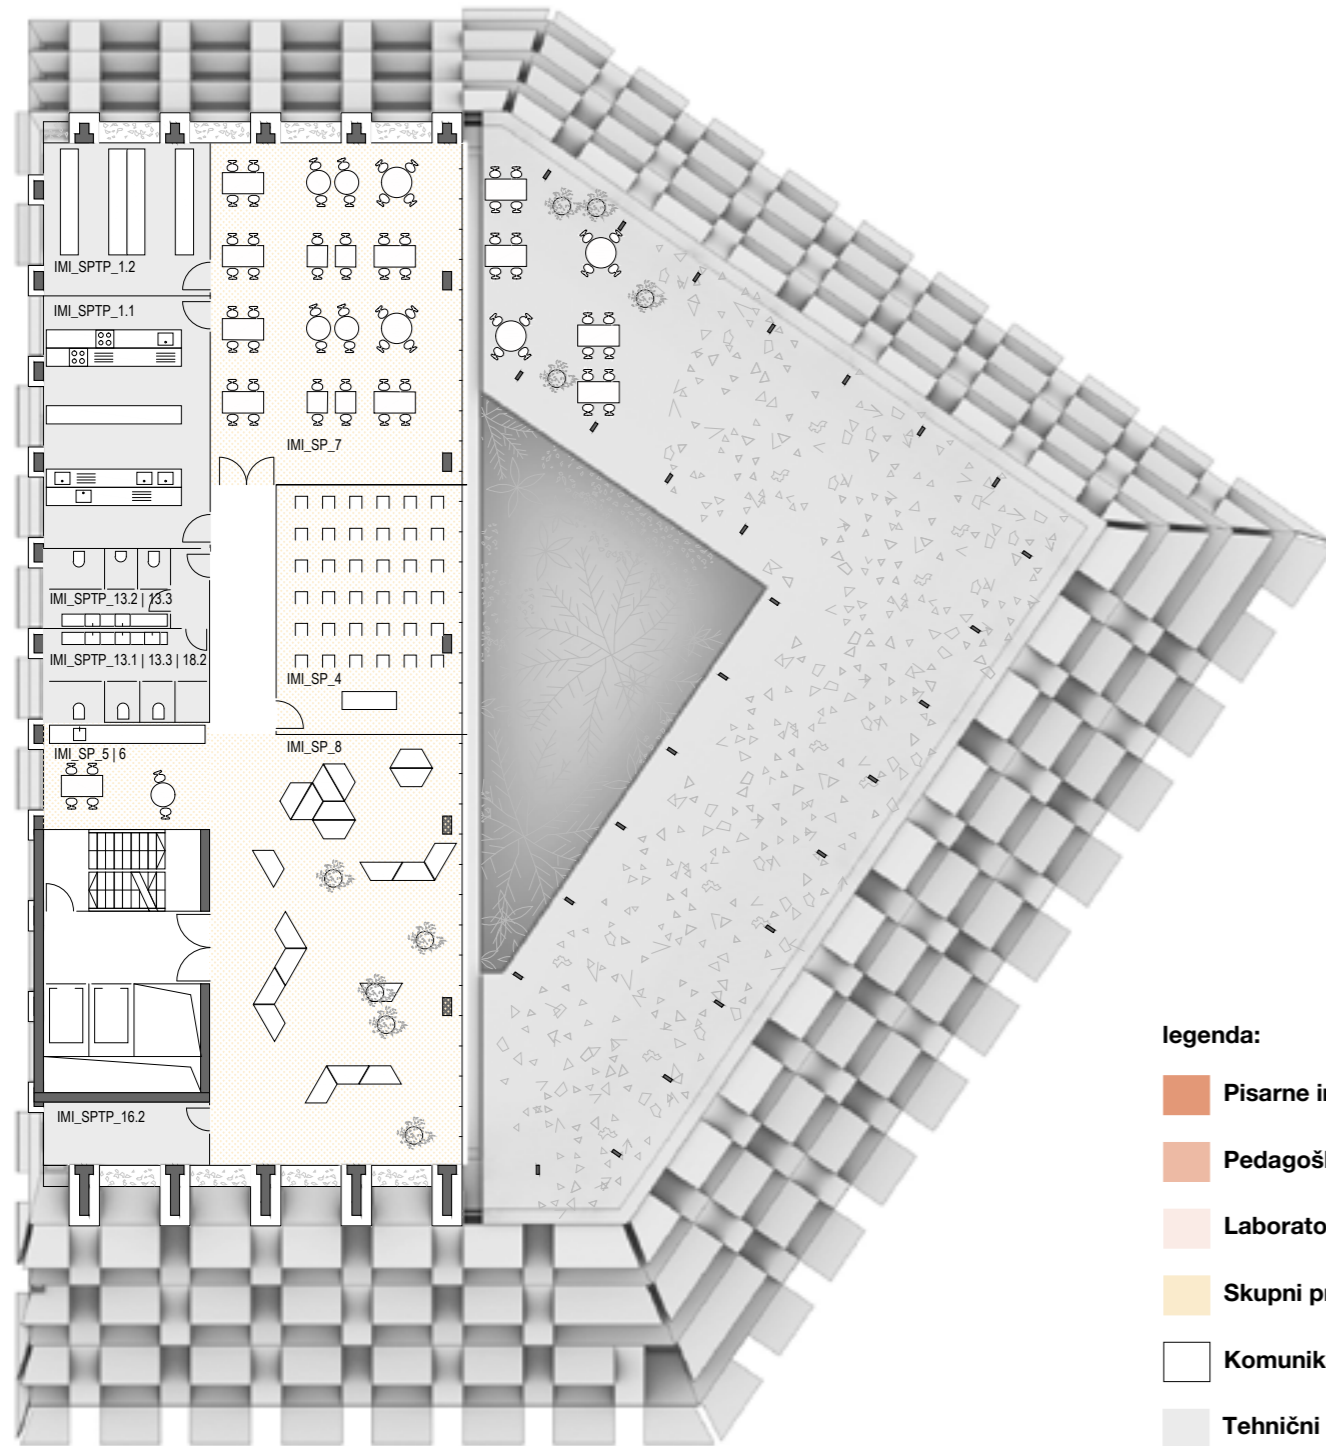 IMI_SPTP_1.2
IMI_SPTP_1.1
IMI_SP_7
IMI_SPTP_13.2 | 13.3
IMI_SPTP_13.1 | 13.3 | 18.2
IMI_SP_4
IMI_SP_8
IMI_SP_5 | 6
IMI_SPTP_16.2
legenda:
Pisarne i
Pedagoš
Laborato
Skupni p
Komunik
Tehnični